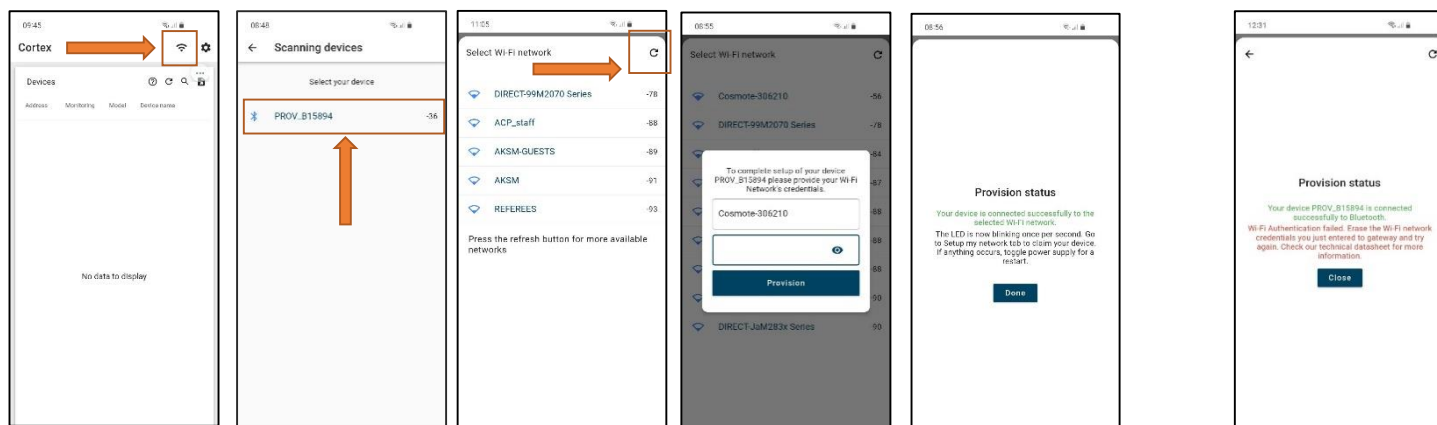 09:45
Cortex
Devices
Address Monitoring Model Device name
No data to display
08:48
Scanning devices
Select your device
PROV_B15894 -36
11:05
Select Wi-Fi network
DIRECT-99M2070 Series -78
ACP_staff -88
AKSM-GUESTS -89
AKSM -91
REFEREES -93
Press the refresh button for more available
networks
08:55
Select Wi-Fi network
Cosmote-306210 -56
DIRECT-99M2070 Series -78
-84
-87
-88
-88
-88
-90
DIRECT-JaM283x Series -90
To complete setup of your device
PROV_B15894 please provide your Wi-Fi
Network's credentials.
Cosmote-306210
Provision
08:56
Provision status
Your device is connected successfully to the
selected Wi-Fi network.
The LED is now blinking once per second. Go
to Setup my network tab to claim your device.
If anything occurs, toggle power supply for a
restart.
Done
12:31
Provision status
Your device PROV_B15894 is connected
successfully to Bluetooth.
Wi-Fi Authentication failed. Erase the Wi-Fi network
credentials you just entered to gateway and try
again. Check our technical datasheet for more
information.
Close